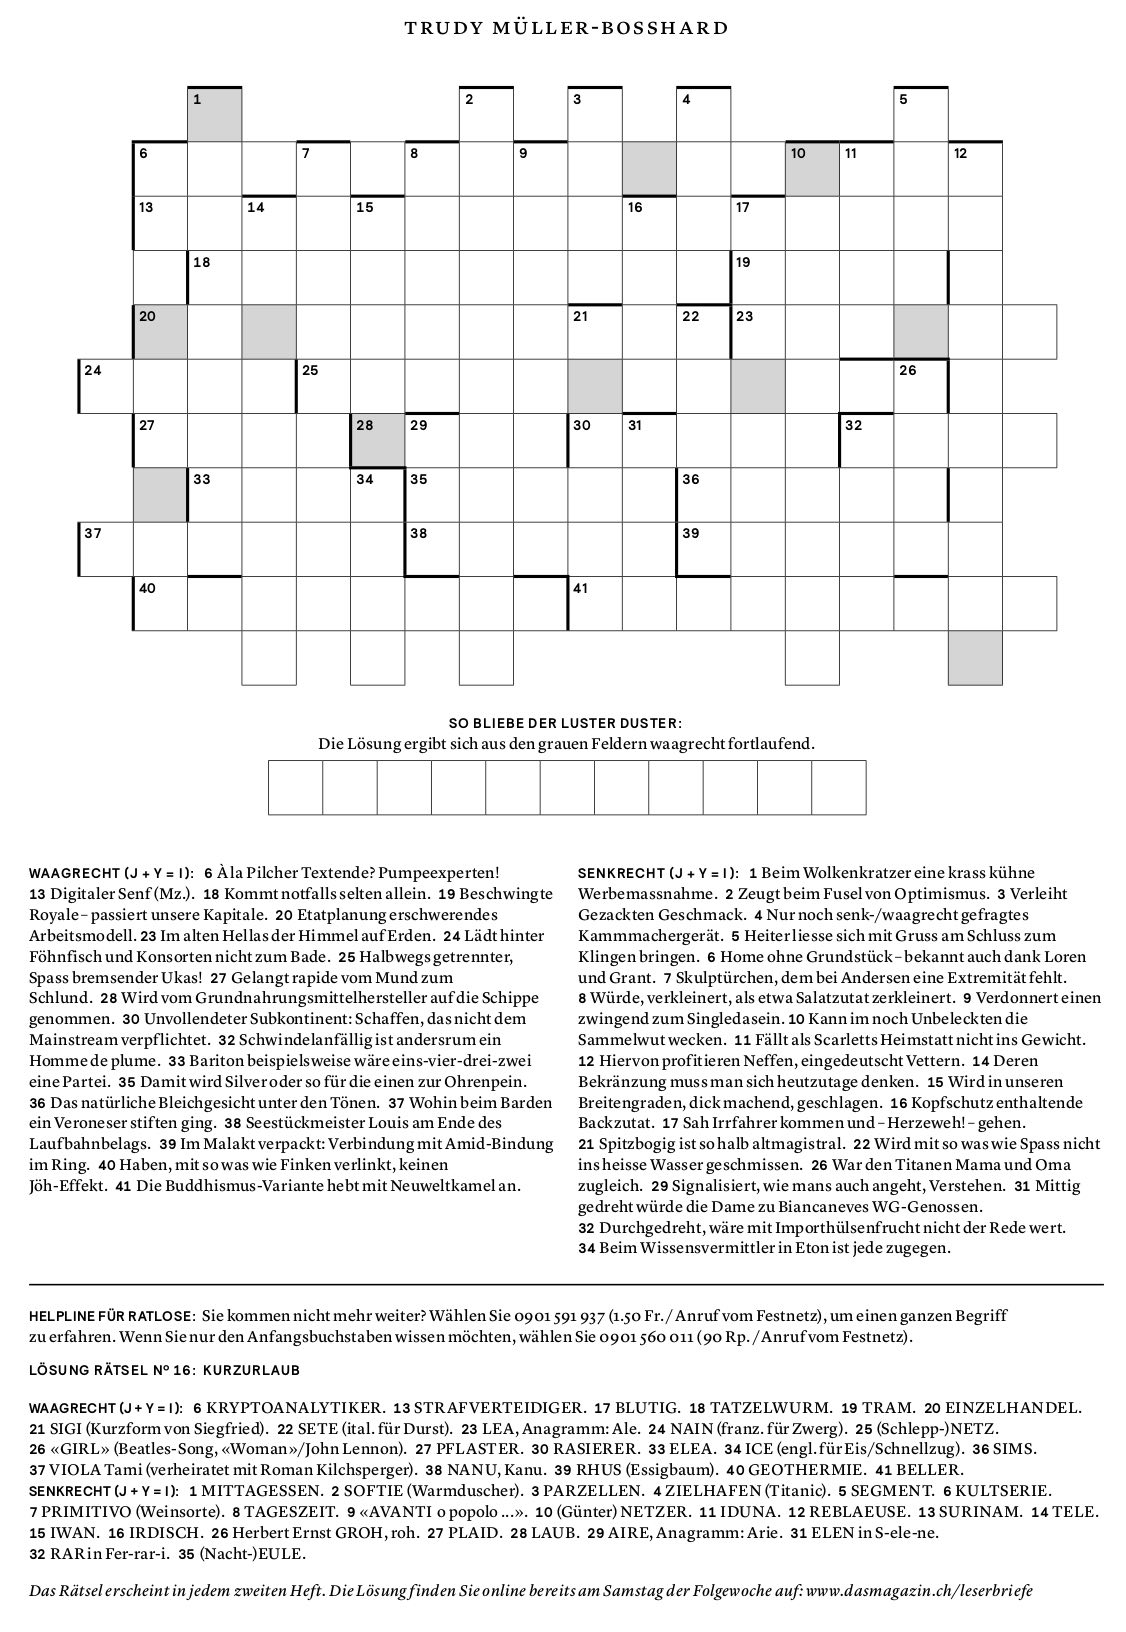 TRUDY MÜLLER-BOSSHARD
1 2 3 4 5
6 7 8 9 10 11 12
13 14 15 16 17
18 19
20 21 22 23
24 25 26
27 28 29 30 31 32
33 34 35 36
37 38 39
40 41
SO BLIEBE DER LUSTER DUSTER:
Die Lösung ergibt sich aus den grauen Feldern waagrecht fortlaufend.
WAAGRECHT (J + Y = I): 6 À la Pilcher Textende? Pumpeexperten!
13 Digitaler Senf (Mz.). 18 Kommt notfalls selten allein. 19 Beschwingte
Royale – passiert unsere Kapitale. 20 Etatplanung erschwerendes
Arbeitsmodell. 23 Im alten Hellas der Himmel auf Erden. 24 Lädt hinter
Föhnfisch und Konsorten nicht zum Bade. 25 Halbwegs getrennter,
Spass bremsender Ukas! 27 Gelangt rapide vom Mund zum
Schlund. 28 Wird vom Grundnahrungsmittelhersteller auf die Schippe
genommen. 30 Unvollendeter Subkontinent: Schaffen, das nicht dem
Mainstream verpflichtet. 32 Schwindelanfällig ist andersrum ein
Homme de plume. 33 Bariton beispielsweise wäre eins-vier-drei-zwei
eine Partei. 35 Damit wird Silver oder so für die einen zur Ohrenpein.
36 Das natürliche Bleichgesicht unter den Tönen. 37 Wohin beim Barden
ein Veroneser stiften ging. 38 Seestückmeister Louis am Ende des
Laufbahnbelags. 39 Im Malakt verpackt: Verbindung mit Amid-Bindung
im Ring. 40 Haben, mit so was wie Finken verlinkt, keinen
Jöh-Effekt. 41 Die Buddhismus-Variante hebt mit Neuweltkamel an.
SENKRECHT (J + Y = I): 1 Beim Wolkenkratzer eine krass kühne
Werbemassnahme. 2 Zeugt beim Fusel von Optimismus. 3 Verleiht
Gezackten Geschmack. 4 Nur noch senk-/waagrecht gefragtes
Kammmachergerät. 5 Heiter liesse sich mit Gruss am Schluss zum
Klingen bringen. 6 Home ohne Grundstück – bekannt auch dank Loren
und Grant. 7 Skulptürchen, dem bei Andersen eine Extremität fehlt.
8 Würde, verkleinert, als etwa Salatzutat zerkleinert. 9 Verdonnert einen
zwingend zum Singledasein. 10 Kann im noch Unbeleckten die
Sammelwut wecken. 11 Fällt als Scarletts Heimstatt nicht ins Gewicht.
12 Hiervon profitieren Neffen, eingedeutscht Vettern. 14 Deren
Bekränzung muss man sich heutzutage denken. 15 Wird in unseren
Breitengraden, dick machend, geschlagen. 16 Kopfschutz enthaltende
Backzutat. 17 Sah Irrfahrer kommen und – Herzeweh! – gehen.
21 Spitzbogig ist so halb altmagistral. 22 Wird mit so was wie Spass nicht
ins heisse Wasser geschmissen. 26 War den Titanen Mama und Oma
zugleich. 29 Signalisiert, wie mans auch angeht, Verstehen. 31 Mittig
gedreht würde die Dame zu Biancaneves WG-Genossen.
32 Durchgedreht, wäre mit Importhülsenfrucht nicht der Rede wert.
34 Beim Wissensvermittler in Eton ist jede zugegen.
HELPLINE FÜR RATLOSE: Sie kommen nicht mehr weiter? Wählen Sie 0901 591 937 (1.50 Fr. / Anruf vom Festnetz), um einen ganzen Begriff
zu erfahren. Wenn Sie nur den Anfangsbuchstaben wissen möchten, wählen Sie 0901 560 011 (90 Rp. / Anruf vom Festnetz).
LÖSUNG RÄTSEL Nº 16: KURZURLAUB
WAAGRECHT (J + Y = I): 6 KRYPTOANALYTIKER. 13 STRAFVERTEIDIGER. 17 BLUTIG. 18 TATZELWURM. 19 TRAM. 20 EINZELHANDEL.
21 SIGI (Kurzform von Siegfried). 22 SETE (ital. für Durst). 23 LEA, Anagramm: Ale. 24 NAIN (franz. für Zwerg). 25 (Schlepp-)NETZ.
26 «GIRL» (Beatles-Song, «Woman»/John Lennon). 27 PFLASTER. 30 RASIERER. 33 ELEA. 34 ICE (engl. für Eis/Schnellzug). 36 SIMS.
37 VIOLA Tami (verheiratet mit Roman Kilchsperger). 38 NANU, Kanu. 39 RHUS (Essigbaum). 40 GEOTHERMIE. 41 BELLER.
SENKRECHT (J + Y = I): 1 MITTAGESSEN. 2 SOFTIE (Warmduscher). 3 PARZELLEN. 4 ZIELHAFEN (Titanic). 5 SEGMENT. 6 KULTSERIE.
7 PRIMITIVO (Weinsorte). 8 TAGESZEIT. 9 «AVANTI o popolo ...». 10 (Günter) NETZER. 11 IDUNA. 12 REBLAEUSE. 13 SURINAM. 14 TELE.
15 IWAN. 16 IRDISCH. 26 Herbert Ernst GROH, roh. 27 PLAID. 28 LAUB. 29 AIRE, Anagramm: Arie. 31 ELEN in S-ele-ne.
32 RAR in Fer-rar-i. 35 (Nacht-)EULE.
Das Rätsel erscheint in jedem zweiten Heft. Die Lösung finden Sie online bereits am Samstag der Folgewoche auf: www.dasmagazin.ch/leserbriefe